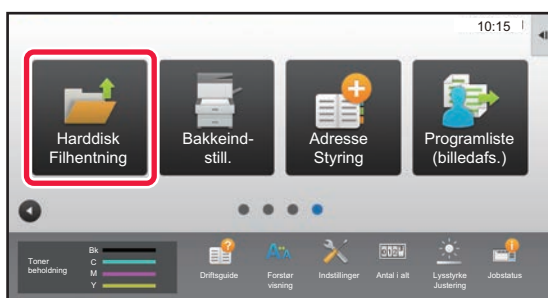 10:15
Harddisk
Filhentning
Bakkeind-
still.
Adresse
Styring
Programliste
(billedafs.)
Toner
beholdning
Bk
C
M
Y
Driftsguide
Forstør
visning
Indstillinger
Antal i alt
Lysstyrke
Justering
Jobstatus